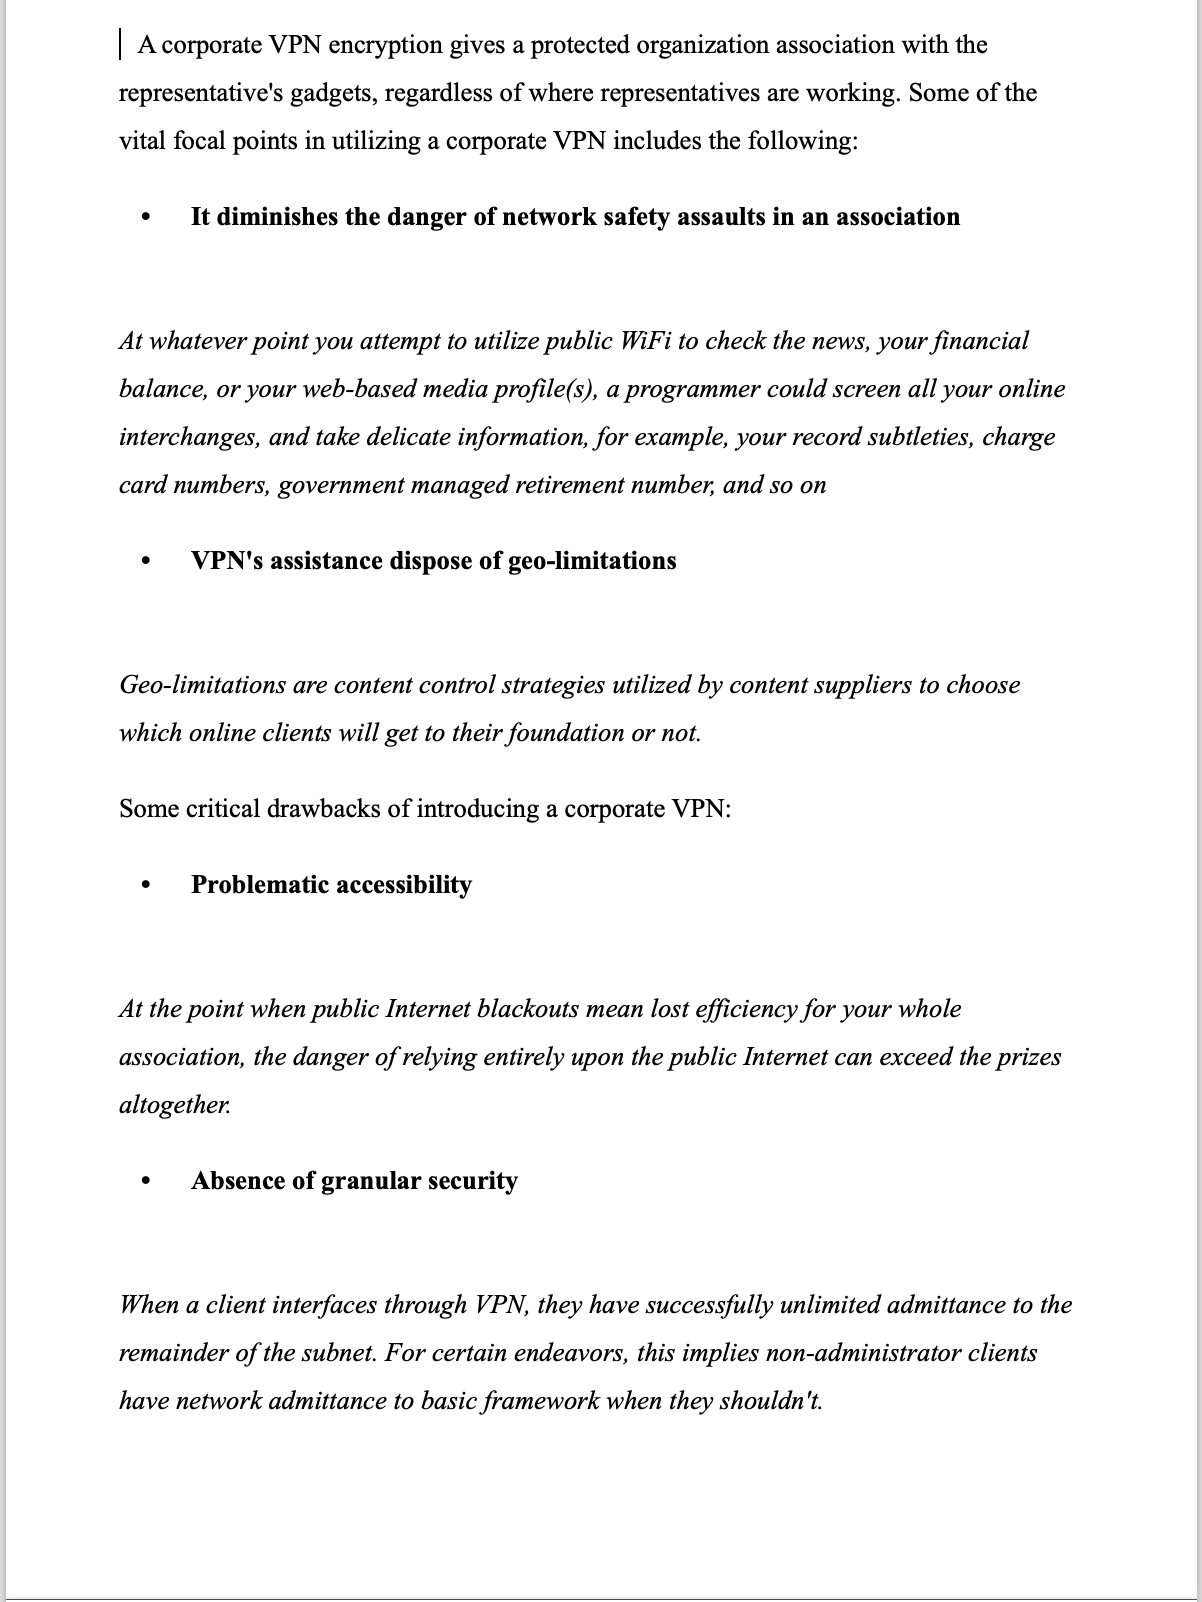 A corporate VPN encryption gives a protected organization association with the
representative's gadgets, regardless of where representatives are working. Some of the
vital focal points in utilizing a corporate VPN includes the following:
• It diminishes the danger of network safety assaults in an association
At whatever point you attempt to utilize public WiFi to check the news, your financial
balance, or your web-based media profile(s), a programmer could screen all your online
interchanges, and take delicate information, for example, your record subtleties, charge
card numbers, government managed retirement number, and so on
• VPN's assistance dispose of geo-limitations
Geo-limitations are content control strategies utilized by content suppliers to choose
which online clients will get to their foundation or not.
Some critical drawbacks of introducing a corporate VPN:
• Problematic accessibility
At the point when public Internet blackouts mean lost efficiency for your whole
association, the danger of relying entirely upon the public Internet can exceed the prizes
altogether.
• Absence of granular security
When a client interfaces through VPN, they have successfully unlimited admittance to the
remainder of the subnet. For certain endeavors, this implies non-administrator clients
have network admittance to basic framework when they shouldn't.